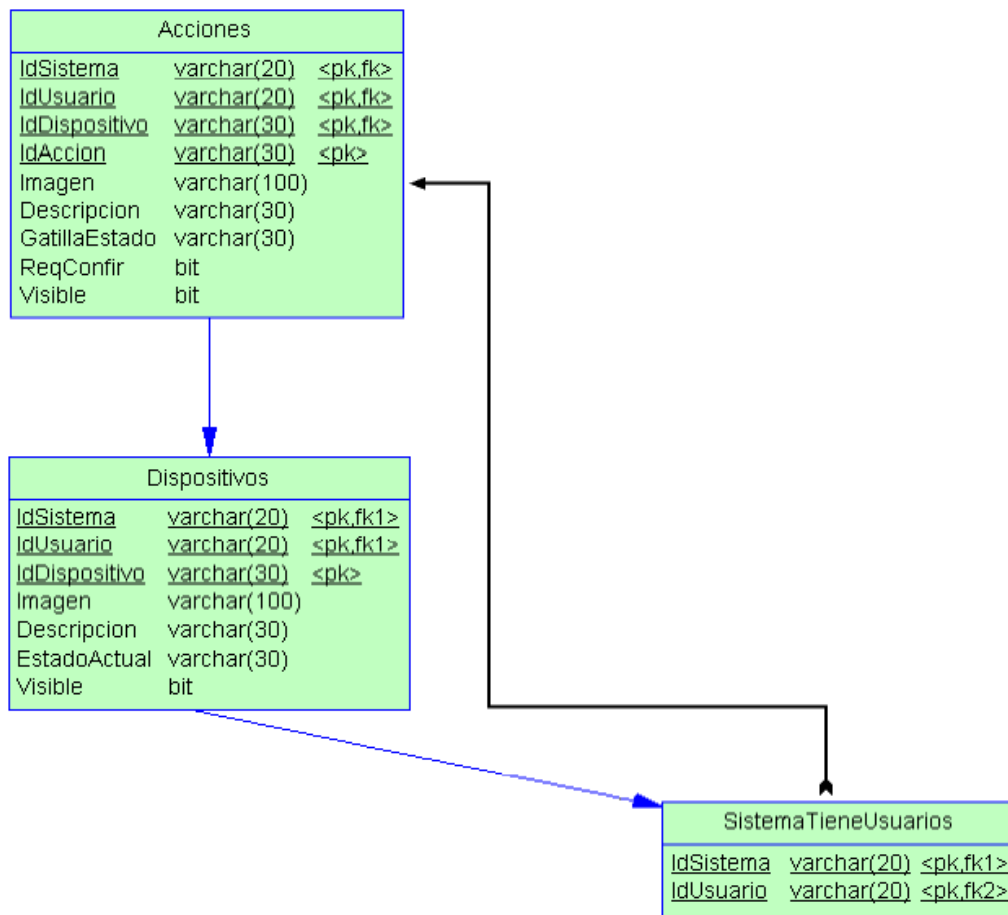 Acciones
IdSistema varchar(20) <pk,fk>
IdUsuario varchar(20) <pk,fk>
IdDispositivo varchar(30) <pk,fk>
IdAccion varchar(30) <pk>
Imagen varchar(100)
Descripcion varchar(30)
GatillaEstado varchar(30)
ReqConfir bit
Visible bit
Dispositivos
IdSistema varchar(20) <pk,fk1>
IdUsuario varchar(20) <pk,fk1>
IdDispositivo varchar(30) <pk>
Imagen varchar(100)
Descripcion varchar(30)
EstadoActual varchar(30)
Visible bit
SistemaTieneUsuarios
IdSistema varchar(20) <pk,fk1>
IdUsuario varchar(20) <pk,fk2>